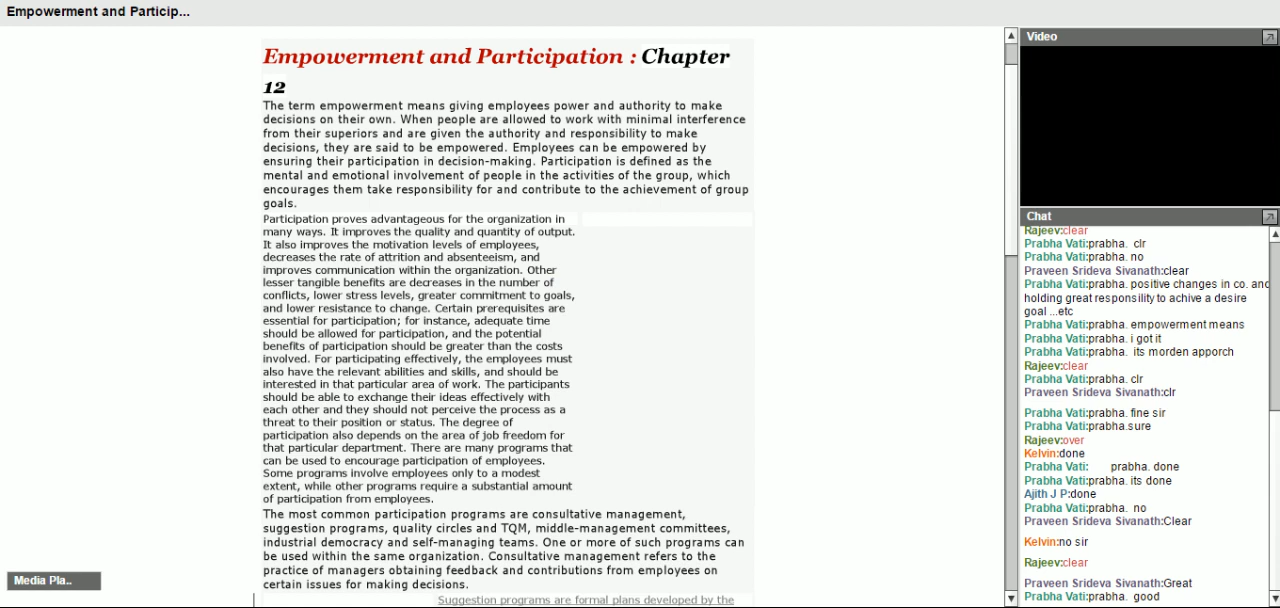 Empowerment and Particip...
Empowerment and Participation : Chapter
12
The term empowerment means giving employees power and authority to make
decisions on their own. When people are allowed to work with minimal interference
from their superiors and are given the authority and responsibility to make
decisions, they are said to be empowered. Employees can be empowered by
ensuring their participation in decision-making. Participation is defined as the
mental and emotional involvement of people in the activities of the group, which
encourages them take responsibility for and contribute to the achievement of group
goals.
Participation proves advantageous for the organization in
many ways. It improves the quality and quantity of output.
It also improves the motivation levels of employees,
decreases the rate of attrition and absenteeism, and
improves communication within the organization. Other
lesser tangible benefits are decreases in the number of
conflicts, lower stress levels, greater commitment to goals,
and lower resistance to change. Certain prerequisites are
essential for participation; for instance, adequate time
should be allowed for participation, and the potential
benefits of participation should be greater than the costs
involved. For participating effectively, the employees must
also have the relevant abilities and skills, and should be
interested in that particular area of work. The participants
should be able to exchange their ideas effectively with
each other and they should not perceive the process as a
threat to their position or status. The degree of
participation also depends on the area of job freedom for
that particular department. There are many programs that
can be used to encourage participation of employees.
Some programs involve employees only to a modest
extent, while other programs require a substantial amount
of participation from employees.
The most common participation programs are consultative management,
suggestion programs, quality circles and TQM, middle-management committees,
industrial democracy and self-managing teams. One or more of such programs can
be used within the same organization. Consultative management refers to the
practice of managers obtaining feedback and contributions from employees on
certain issues for making decisions.
Suggestion programs are formal plans developed by the
Media Pla..
Video
Chat
Rajeev:clear
Prabha Vati:prabha. clr
Prabha Vati:prabha. no
Praveen Srideva Sivanath:clear
Prabha Vati:prabha. positive changes in co. and
holding great responsility to achive a desire
goal ...etc
Prabha Vati:prabha. empowerment means
Prabha Vati:prabha. i got it
Prabha Vati:prabha. its morden apporch
Rajeev:clear
Prabha Vati:prabha. clr
Praveen Srideva Sivanath:clr
Prabha Vati:prabha. fine sir
Prabha Vati:prabha.sure
Rajeev:over
Kelvin:done
Prabha Vati: prabha. done
Prabha Vati:prabha. its done
Ajith J P:done
Prabha Vati:prabha. no
Praveen Srideva Sivanath:Clear
Kelvin:no sir
Rajeev:clear
Praveen Srideva Sivanath:Great
Prabha Vati:prabha. good